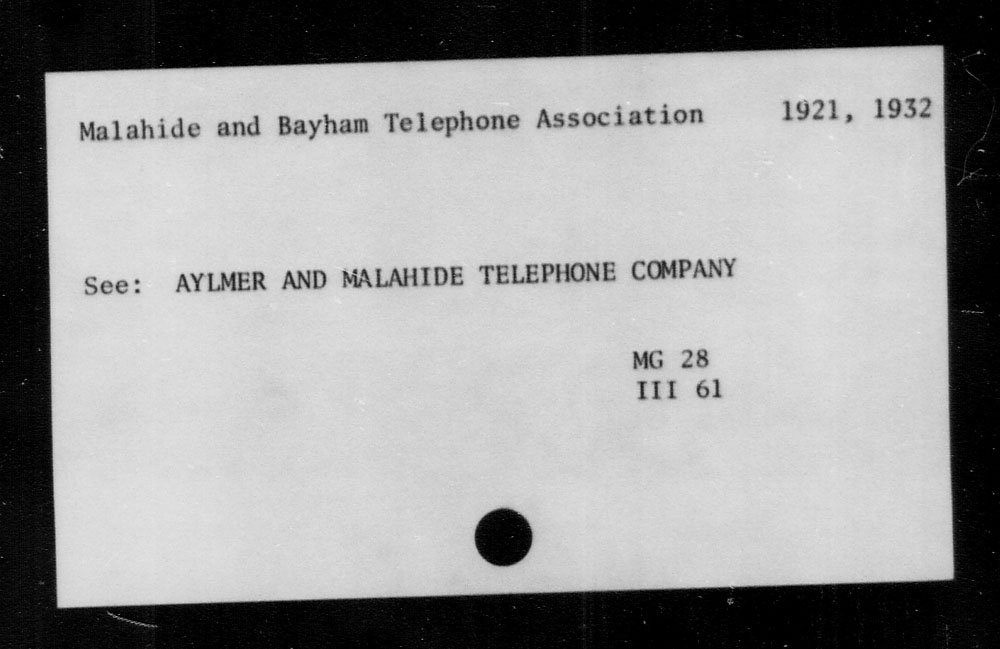 Malahide and Bayham Telephone Association 1921, 1932
See: AYLMER AND MALAHIDE TELEPHONE COMPANY
MG 28
III 61